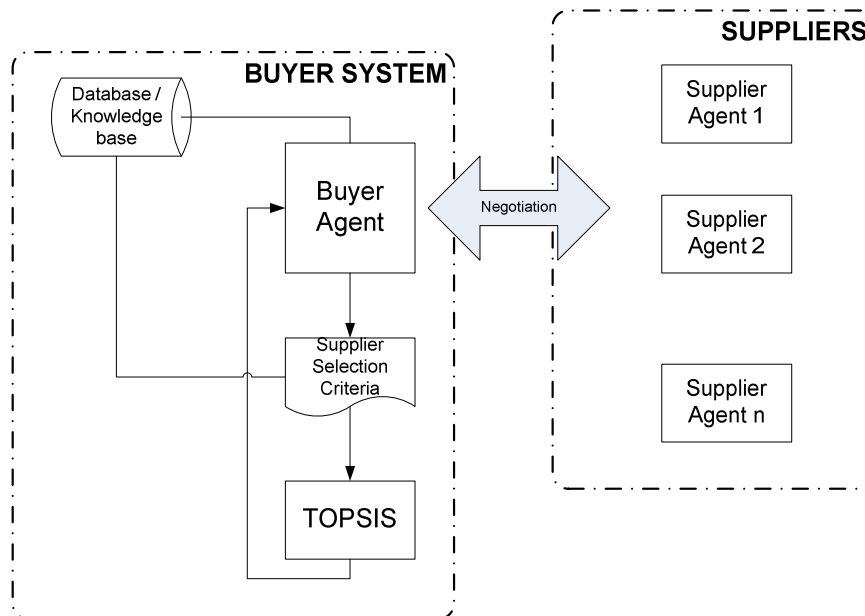 SUPPLIERS
BUYER SYSTEM
Database /
Knowledge
base
Buyer
Agent
Negotiation
Supplier
Agent 1
Supplier
Agent 2
Supplier
Selection
Criteria
Supplier
Agent n
TOPSIS